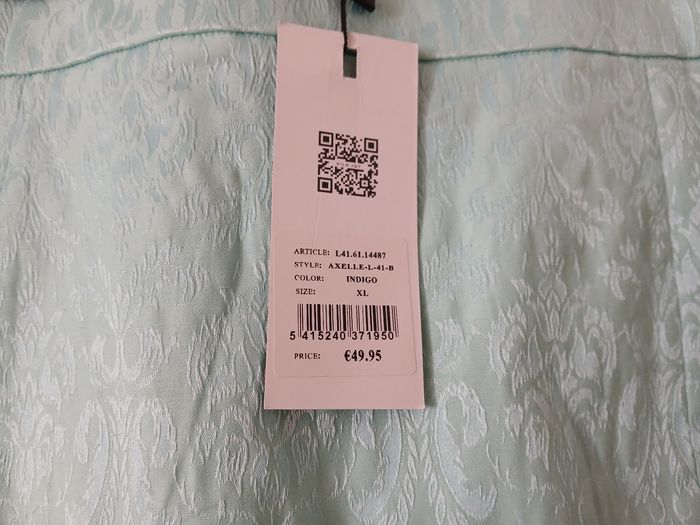 ARTICLE: L41.61.14487
STYLE: AXELLE-L-41-B
COLOR: INDIGO
SIZE: XL
5 415240 371950
PRICE: €49.95